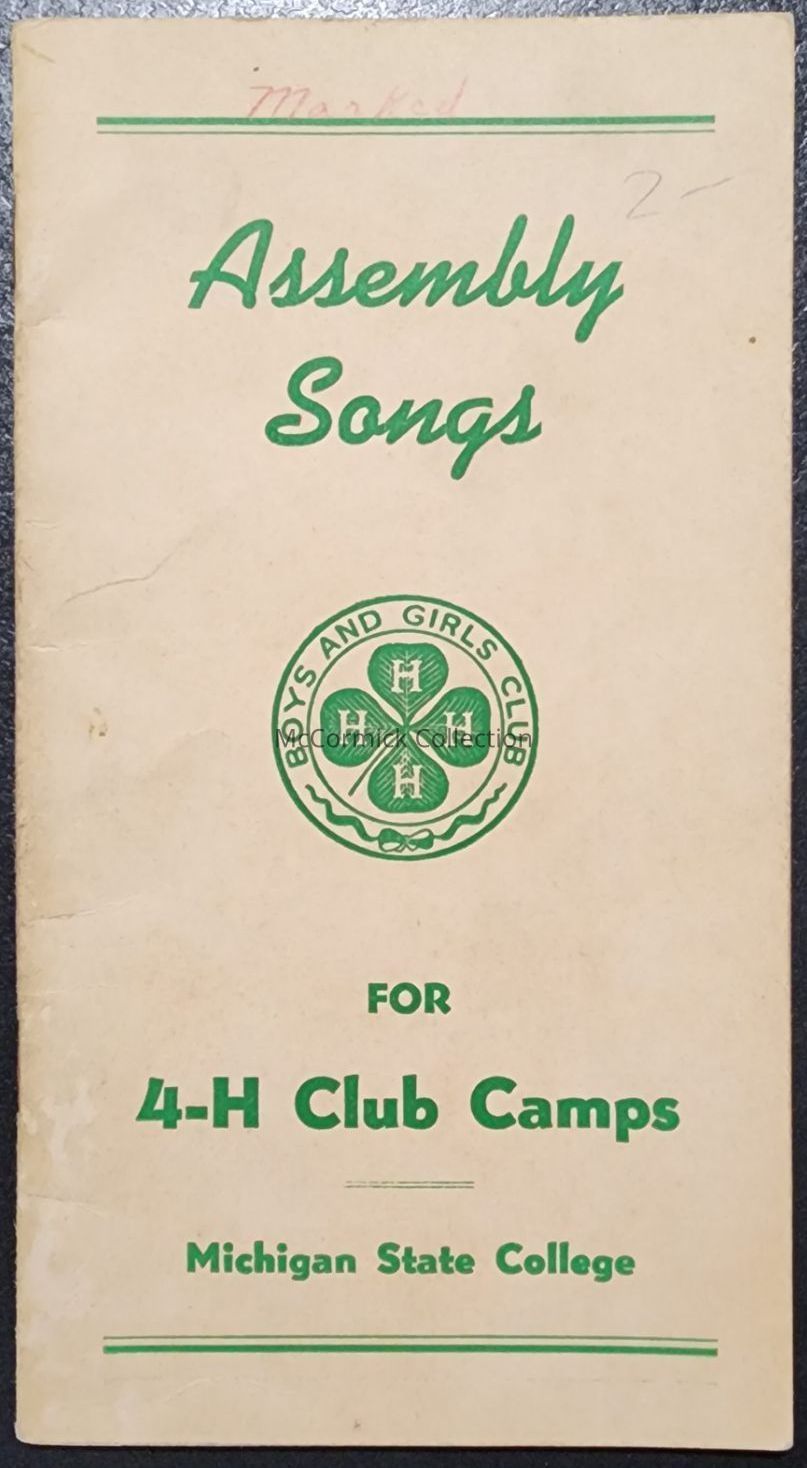 Marked
2-
Assembly
Songs
BOYS AND GIRLS CLUB
H
H H
H
McCormick Collection
FOR
4-H Club Camps
Michigan State College